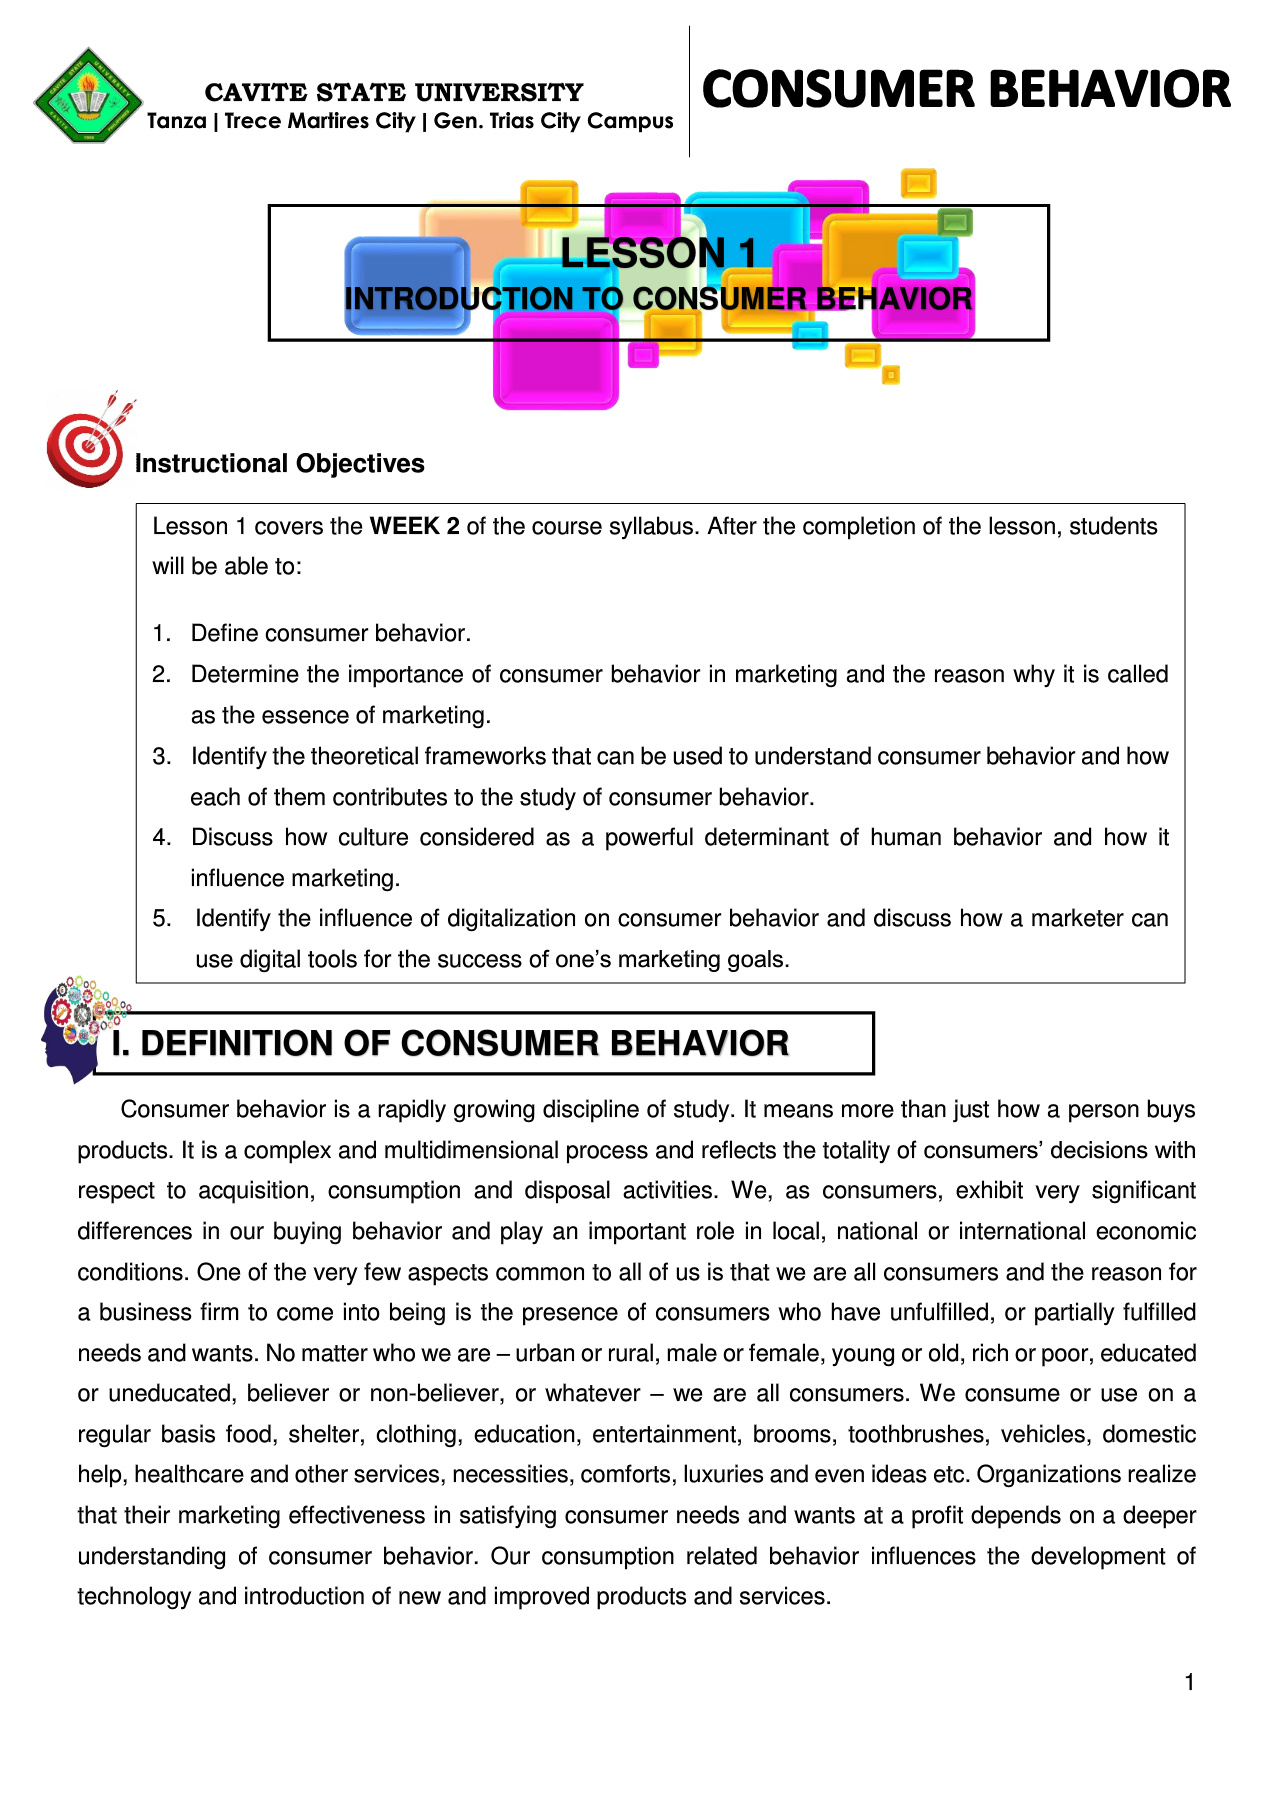 CAVITE STATE UNIVERSITY
Tanza | Trece Martires City | Gen. Trias City Campus
CONSUMER BEHAVIOR
LESSON 1
INTRODUCTION TO CONSUMER BEHAVIOR
Instructional Objectives
Lesson 1 covers the WEEK 2 of the course syllabus. After the completion of the lesson, students
will be able to:
1. Define consumer behavior.
2. Determine the importance of consumer behavior in marketing and the reason why it is called
as the essence of marketing.
3. Identify the theoretical frameworks that can be used to understand consumer behavior and how
each of them contributes to the study of consumer behavior.
4. Discuss how culture considered as a powerful determinant of human behavior and how it
influence marketing.
5. Identify the influence of digitalization on consumer behavior and discuss how a marketer can
use digital tools for the success of one’s marketing goals.
I. DEFINITION OF CONSUMER BEHAVIOR
Consumer behavior is a rapidly growing discipline of study. It means more than just how a person buys
products. It is a complex and multidimensional process and reflects the totality of consumers’ decisions with
respect to acquisition, consumption and disposal activities. We, as consumers, exhibit very significant
differences in our buying behavior and play an important role in local, national or international economic
conditions. One of the very few aspects common to all of us is that we are all consumers and the reason for
a business firm to come into being is the presence of consumers who have unfulfilled, or partially fulfilled
needs and wants. No matter who we are – urban or rural, male or female, young or old, rich or poor, educated
or uneducated, believer or non-believer, or whatever – we are all consumers. We consume or use on a
regular basis food, shelter, clothing, education, entertainment, brooms, toothbrushes, vehicles, domestic
help, healthcare and other services, necessities, comforts, luxuries and even ideas etc. Organizations realize
that their marketing effectiveness in satisfying consumer needs and wants at a profit depends on a deeper
understanding of consumer behavior. Our consumption related behavior influences the development of
technology and introduction of new and improved products and services.
1